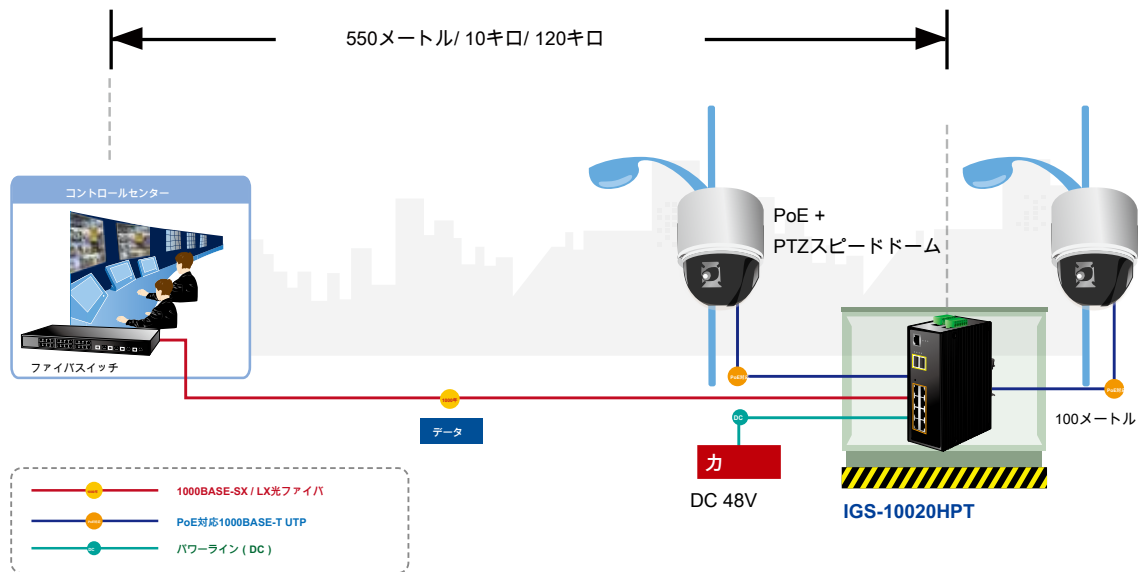 550メートル/ 10キロ/ 120キロ
コントロールセンター
ファイバスイッチ
PoE +
PTZスピードドーム
100メートル
データ
DC
力
DC 48V
IGS-10020HPT
1000BASE-SX / LX光ファイバ
PoE対応1000BASE-T UTP
DC
パワーライン ( DC )